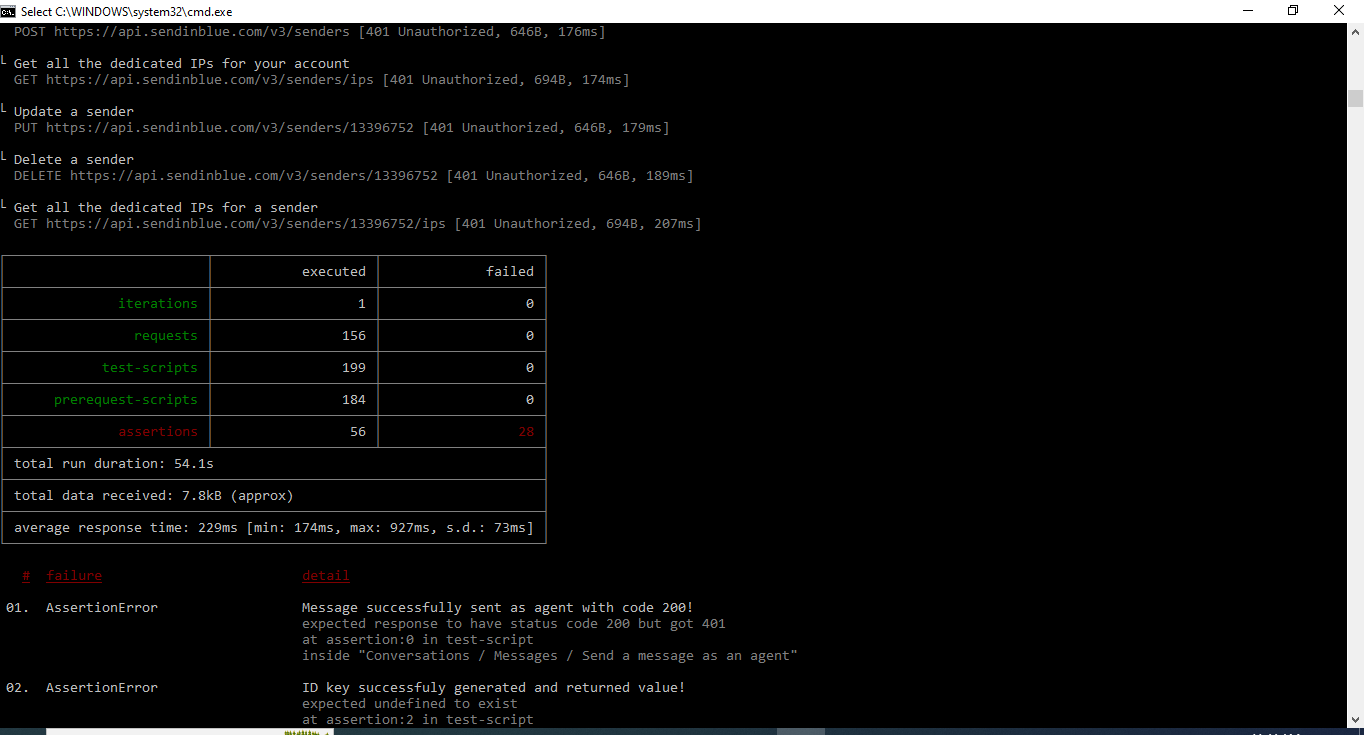 Select C:\WINDOWS\system32\cmd.exe
POST https://api.sendinblue.com/v3/senders [401 Unauthorized, 646B, 176ms]
└ Get all the dedicated IPs for your account
GET https://api.sendinblue.com/v3/senders/ips [401 Unauthorized, 694B, 174ms]
└ Update a sender
PUT https://api.sendinblue.com/v3/senders/13396752 [401 Unauthorized, 646B, 179ms]
└ Delete a sender
DELETE https://api.sendinblue.com/v3/senders/13396752 [401 Unauthorized, 646B, 189ms]
└ Get all the dedicated IPs for a sender
GET https://api.sendinblue.com/v3/senders/13396752/ips [401 Unauthorized, 694B, 207ms]
executed failed
iterations 1 0
requests 156 0
test-scripts 199 0
prerequest-scripts 184 0
assertions 56 28
total run duration: 54.1s
total data received: 7.8kB (approx)
average response time: 229ms [min: 174ms, max: 927ms, s.d.: 73ms]
# failure detail
01. AssertionError Message successfully sent as agent with code 200!
expected response to have status code 200 but got 401
at assertion:0 in test-script
inside "Conversations / Messages / Send a message as an agent"
02. AssertionError ID key successfuly generated and returned value!
expected undefined to exist
at assertion:2 in test-script